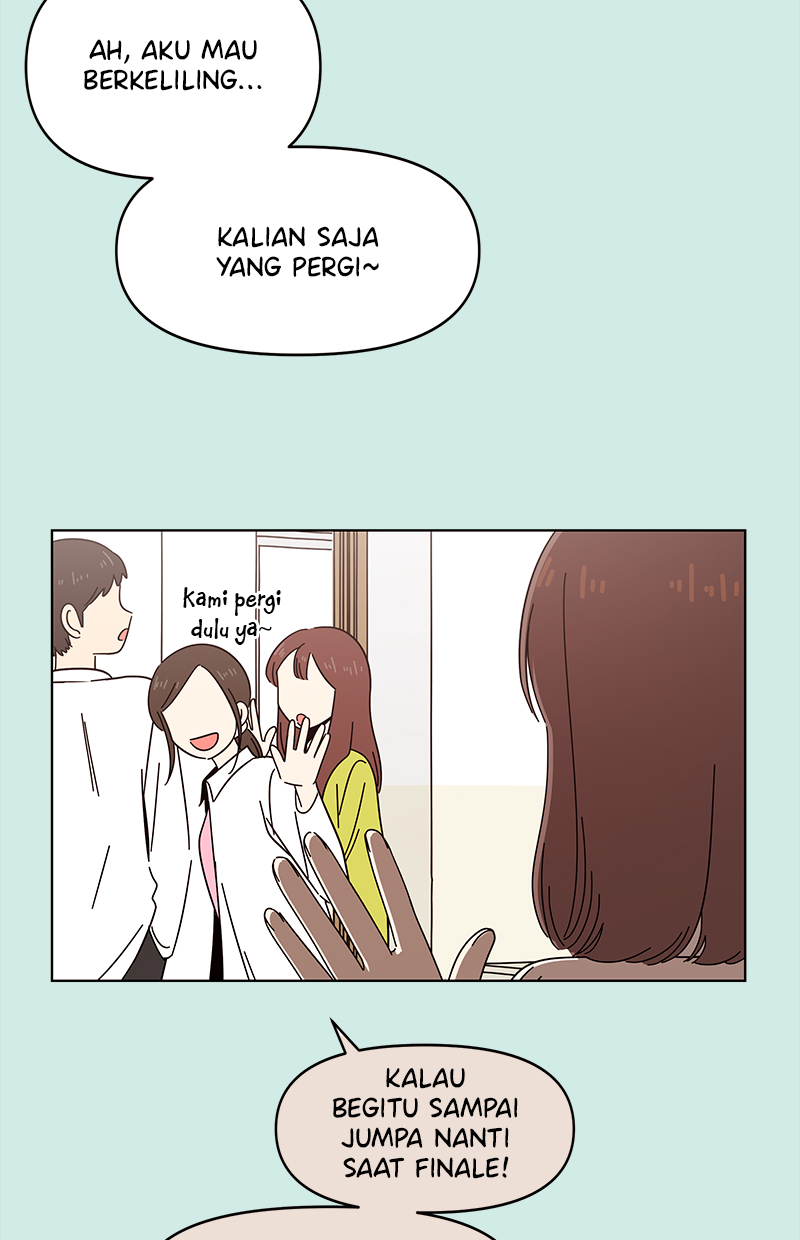 AH, AKU MAU
BERKELILING...
KALIAN SAJA
YANG PERGI~
Kami pergi
dulu ya~
KALAU
BEGITU SAMPAI
JUMPA NANTI
SAAT FINALE!